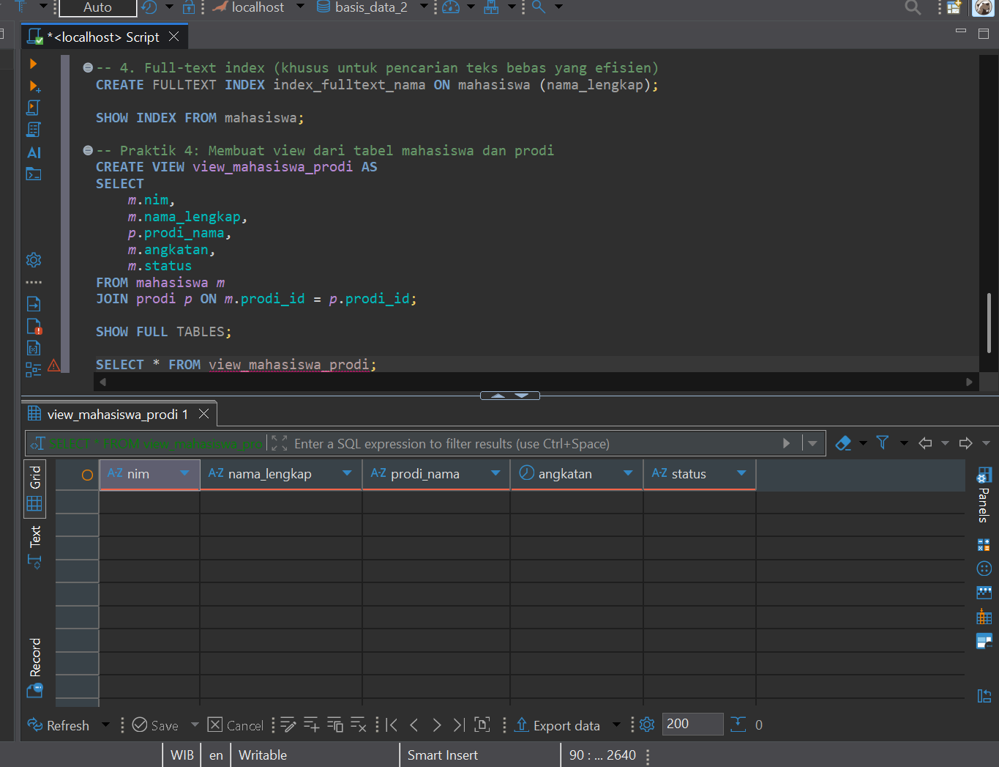 Auto localhost basis_data_2
*<localhost> Script
-- 4. Full-text index (khusus untuk pencarian teks bebas yang efisien)
CREATE FULLTEXT INDEX index_fulltext_nama ON mahasiswa (nama_lengkap);
SHOW INDEX FROM mahasiswa;
-- Praktik 4: Membuat view dari tabel mahasiswa dan prodi
CREATE VIEW view_mahasiswa_prodi AS
SELECT
m.nim,
m.nama_lengkap,
p.prodi_nama,
m.angkatan,
m.status
FROM mahasiswa m
JOIN prodi p ON m.prodi_id = p.prodi_id;
SHOW FULL TABLES;
SELECT * FROM view_mahasiswa_prodi;
AI
view_mahasiswa_prodi 1
SELECT * FROM view_mahasiswa_pro Enter a SQL expression to filter results (use Ctrl+Space)
Grid
Text
Record
A-Z nim A-Z nama_lengkap A-Z prodi_nama angkatan A-Z status
Panels
Refresh Save Cancel Export data 200 0
WIB en Writable Smart Insert 90 : ... 2640